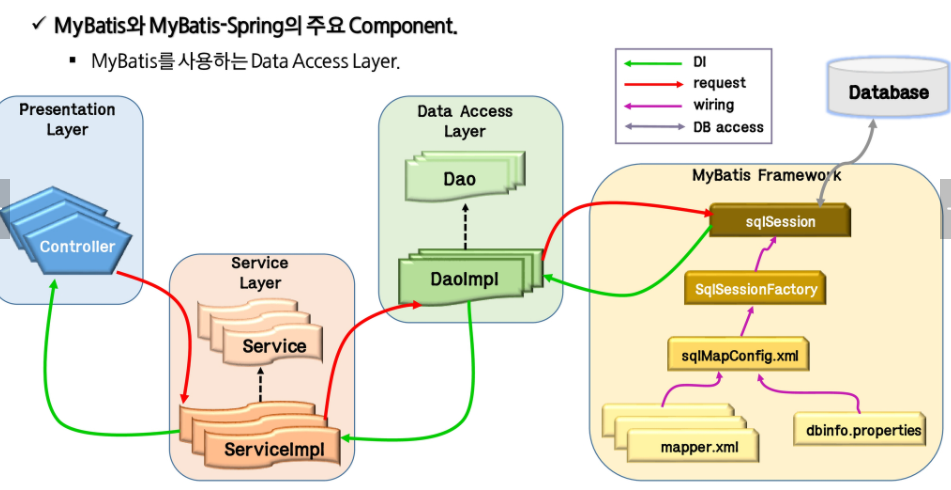 ✓ MyBatis와 MyBatis-Spring의 주요 Component.
▪ MyBatis를 사용하는 Data Access Layer.
Presentation
Layer
Controller
Service
Layer
Service
ServiceImpl
Data Access
Layer
Dao
DaoImpl
DI
request
wiring
DB access
Database
MyBatis Framework
sqlSession
SqlSessionFactory
sqlMapConfig.xml
mapper.xml
dbinfo.properties